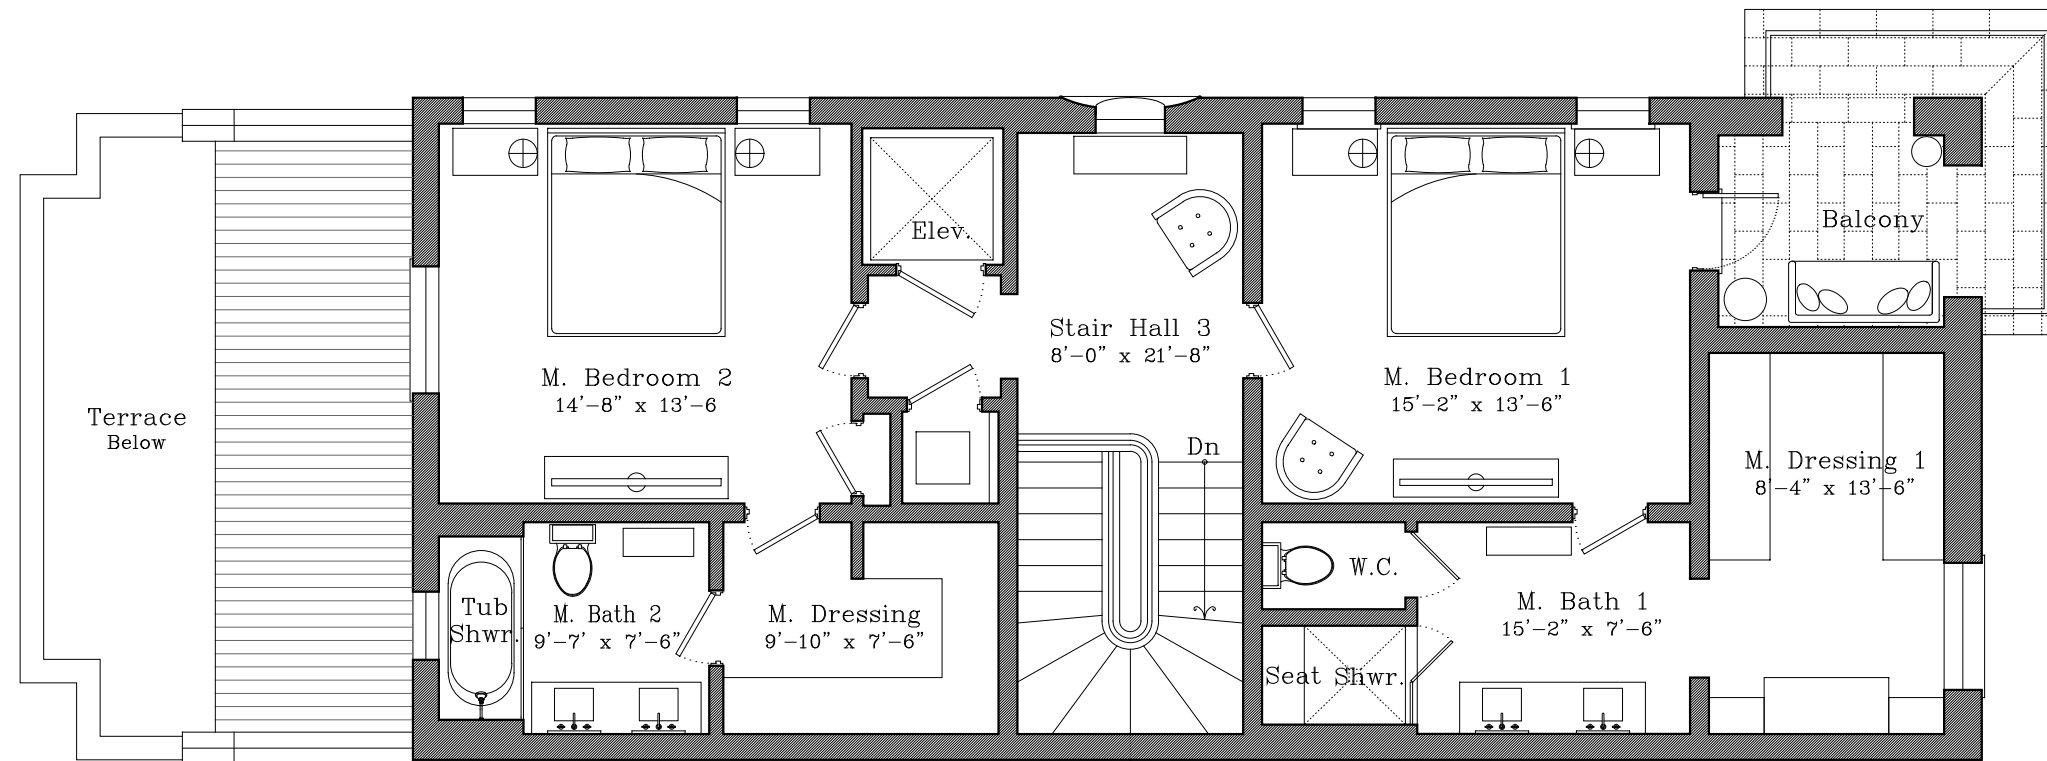 Balcony
Elev.
Stair Hall 3
8'-0" x 21'-8"
M. Bedroom 2
14'-8" x 13'-6
M. Bedroom 1
15'-2" x 13'-6"
Terrace
Below
Dn
M. Dressing 1
8'-4" x 13'-6"
W.C.
Tub
Shwr.
M. Bath 2
9'-7' x 7'-6"
M. Dressing
9'-10" x 7'-6"
M. Bath 1
15'-2" x 7'-6"
Seat Shwr.